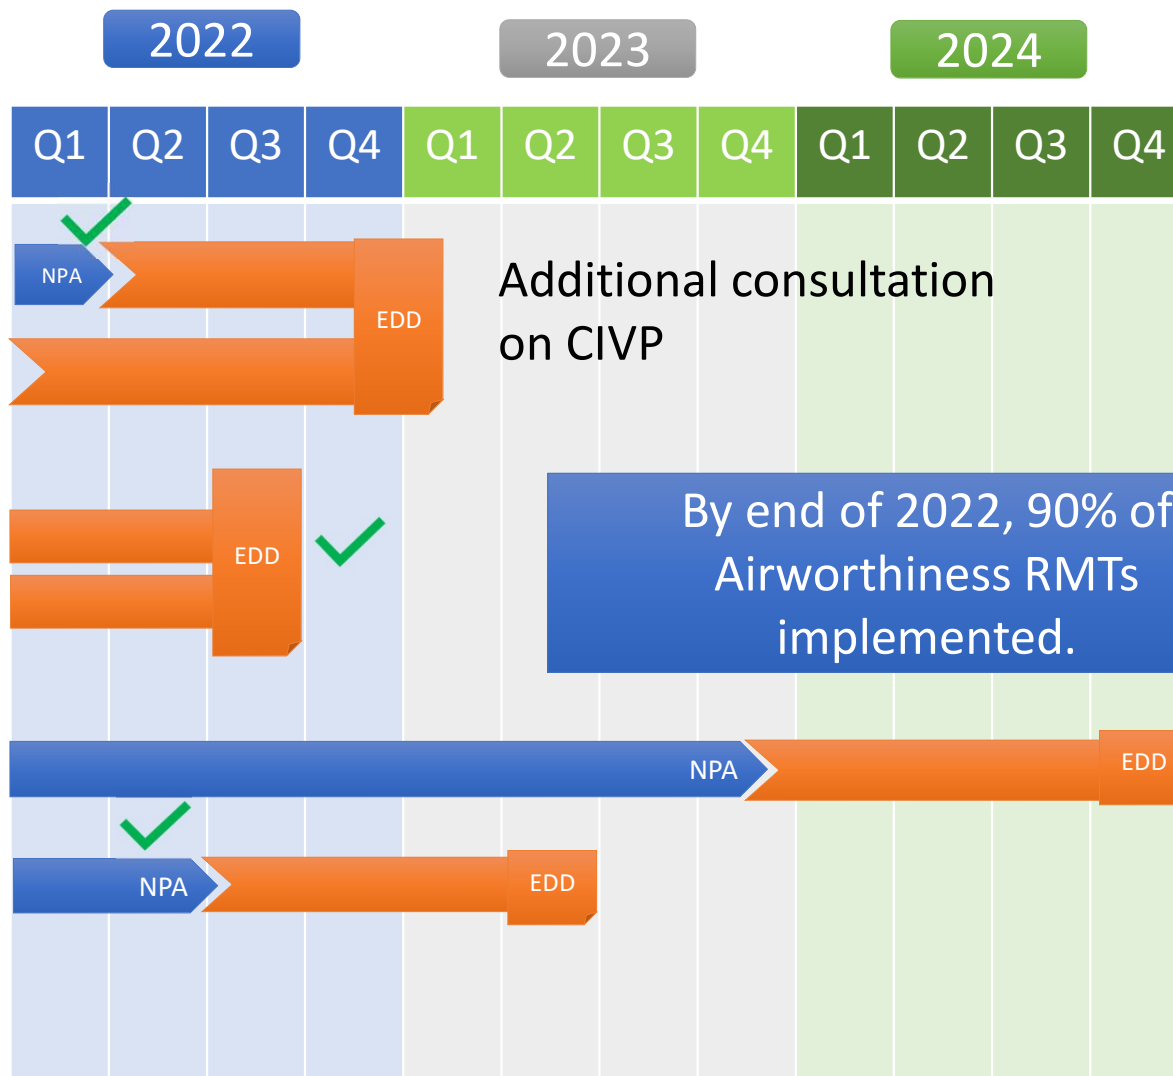 2022
2023
2024
Q1 Q2 Q3 Q4 Q1 Q2 Q3 Q4 Q1 Q2 Q3 Q4
NPA
EDD
Additional consultation
on CIVP
EDD
By end of 2022, 90% of
Airworthiness RMTs
implemented.
NPA
EDD
NPA
EDD